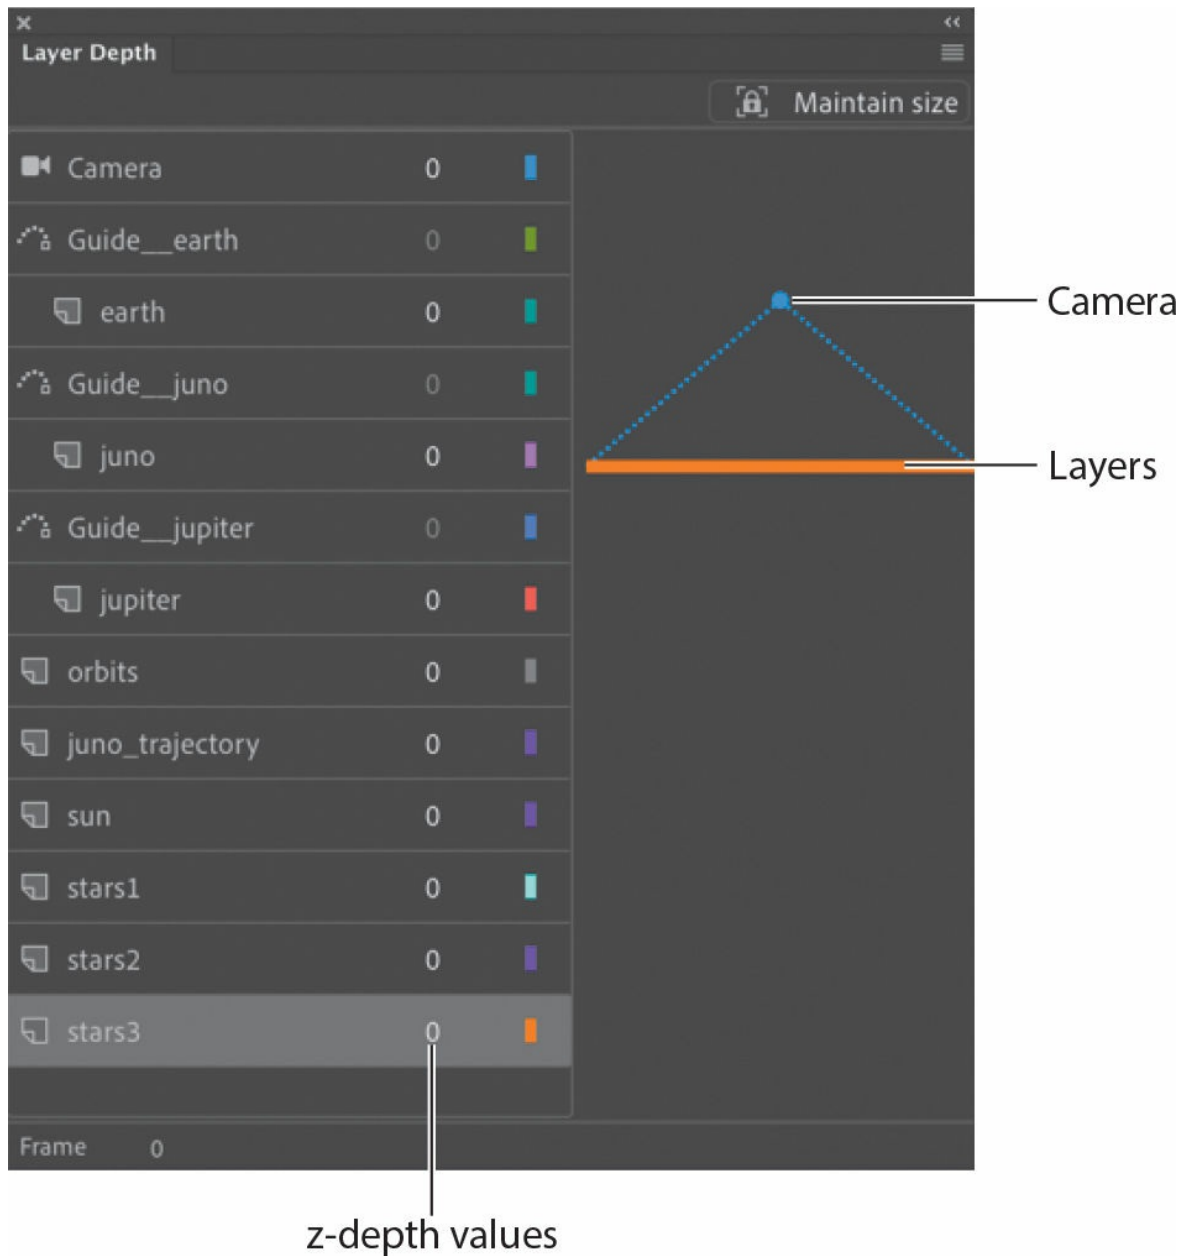 Layer Depth
Maintain size
Camera 0
Guide__earth 0
earth 0
Guide__juno 0
juno 0
Guide__jupiter 0
jupiter 0
orbits 0
juno_trajectory 0
sun 0
stars1 0
stars2 0
stars3 0
Frame 0
Camera
Layers
z-depth values